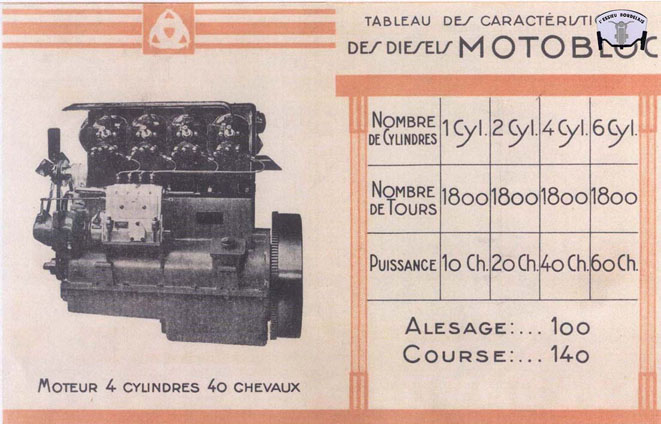 TABLEAU DES CARACTÉRISTI
DES DIESELS MOTOBLOC
L'ESSIEU BORDELAIS
NOMBRE DE CYLINDRES 1 Cyl. 2 Cyl. 4 Cyl. 6 Cyl.
NOMBRE DE TOURS 1800 1800 1800 1800
PUISSANCE 10 Ch. 20 Ch. 40 Ch. 60 Ch.
ALESAGE:... 100
COURSE:... 140
MOTEUR 4 CYLINDRES 40 CHEVAUX